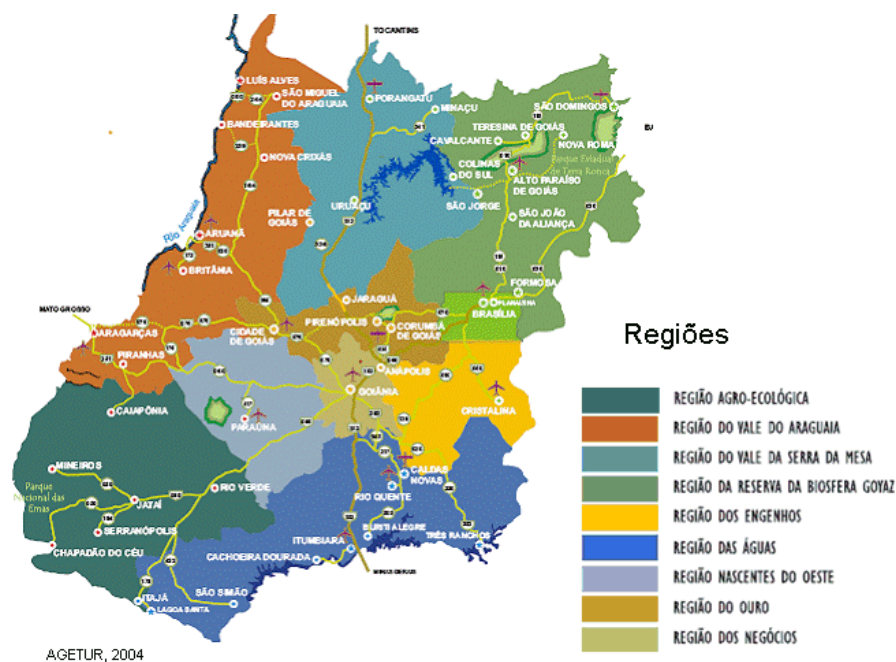 TOCANTINS
LUÍS ALVES
SÃO MIGUEL
DO ARAGUAIA
PORANGATU
MINAÇU
SÃO DOMINGOS
BANDEIRANTES
TERESINA DE GOIÁS
CAVALCANTE
NOVA ROMA
BA
NOVA CRIXÁS
COLINAS
DO SUL
Parque Estadual
de Terra Ronca
ALTO PARAÍSO
DE GOIÁS
URUAÇU
SÃO JORGE
PILAR DE
GOIÁS
SÃO JOÃO
DA ALIANÇA
Rio Araguaia
ARUANÃ
BRITÂNIA
FORMOSA
JARAGUÁ
PLANALTINA
BRASÍLIA
MATO GROSSO
ARAGARÇAS
CIDADE
DE GOIÁS
PIRENÓPOLIS
CORUMBÁ
DE GOIÁS
PIRANHAS
ANÁPOLIS
GOIÂNIA
CRISTALINA
CAIAPÔNIA
PARAÚNA
MINEIROS
Parque
Nacional das
Emas
JATAÍ
RIO VERDE
CALDAS
NOVAS
RIO QUENTE
SERRANÓPOLIS
CHAPADÃO DO CÉU
ITUMBIARA
BURITI ALEGRE
TRÊS RANCHOS
CACHOEIRA DOURADA
MINAS GERAIS
SÃO SIMÃO
ITAJÁ
LAGOA SANTA
Regiões
REGIÃO AGRO-ECOLÓGICA
REGIÃO DO VALE DO ARAGUAIA
REGIÃO DO VALE DA SERRA DA MESA
REGIÃO DA RESERVA DA BIOSFERA GOYAZ
REGIÃO DOS ENGENHOS
REGIÃO DAS ÁGUAS
REGIÃO NASCENTES DO OESTE
REGIÃO DO OURO
REGIÃO DOS NEGÓCIOS
AGETUR, 2004